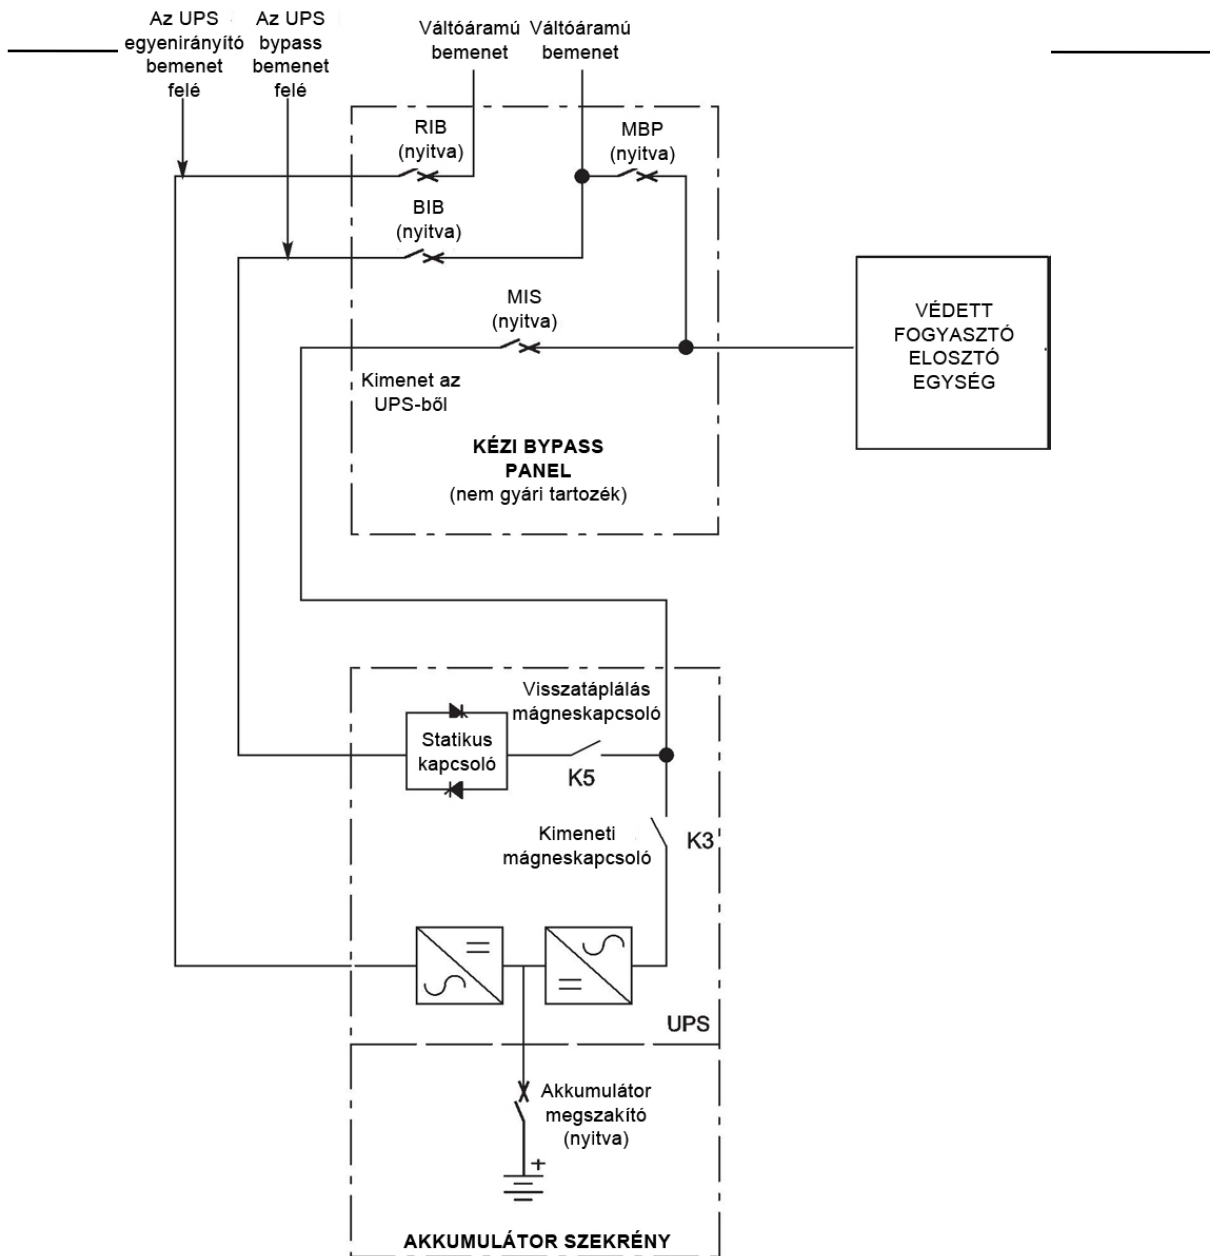 Az UPS
egyenirányító
bemenet
felé
Az UPS
bypass
bemenet
felé
Váltóáramú
bemenet
Váltóáramú
bemenet
RIB
(nyitva)
MBP
(nyitva)
BIB
(nyitva)
MIS
(nyitva)
VÉDETT
FOGYASZTÓ
ELOSZTÓ
EGYSÉG
Kimenet az
UPS-ből
KÉZI BYPASS
PANEL
(nem gyári tartozék)
Visszatáplálás
mágneskapcsoló
Statikus
kapcsoló
K5
Kimeneti
mágneskapcsoló
K3
UPS
Akkumulátor
megszakító
(nyitva)
+
AKKUMULÁTOR SZEKRÉNY